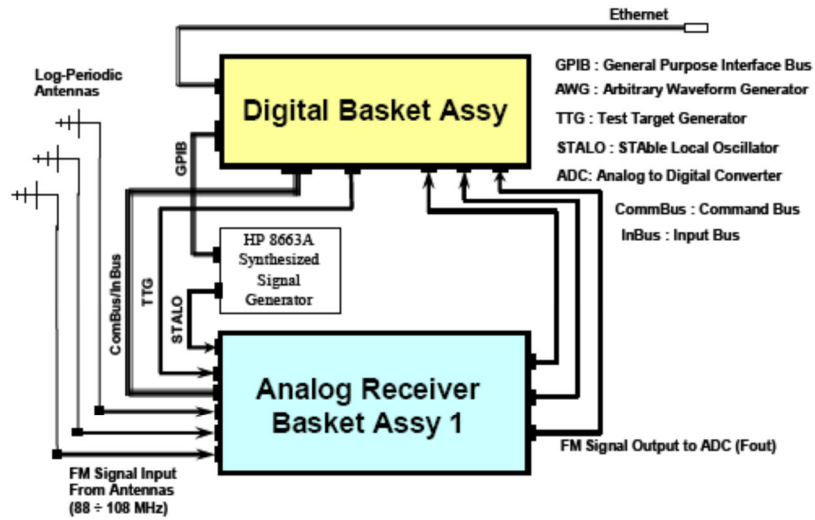 Ethernet
Log-Periodic
Antennas
Digital Basket Assy
GPIB : General Purpose Interface Bus
AWG : Arbitrary Waveform Generator
TTG : Test Target Generator
STALO : STAble Local Oscillator
ADC: Analog to Digital Converter
CommBus : Command Bus
InBus : Input Bus
GPIB
HP 8663A
Synthesized
Signal
Generator
ComBus/InBus
TTG
STALO
Analog Receiver
Basket Assy 1
FM Signal Output to ADC (Fout)
FM Signal Input
From Antennas
(88 ÷ 108 MHz)